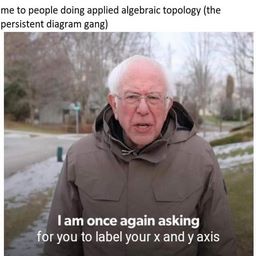 me to people doing applied algebraic topology (the
persistent diagram gang)
I am once again asking
for you to label your x and y axis